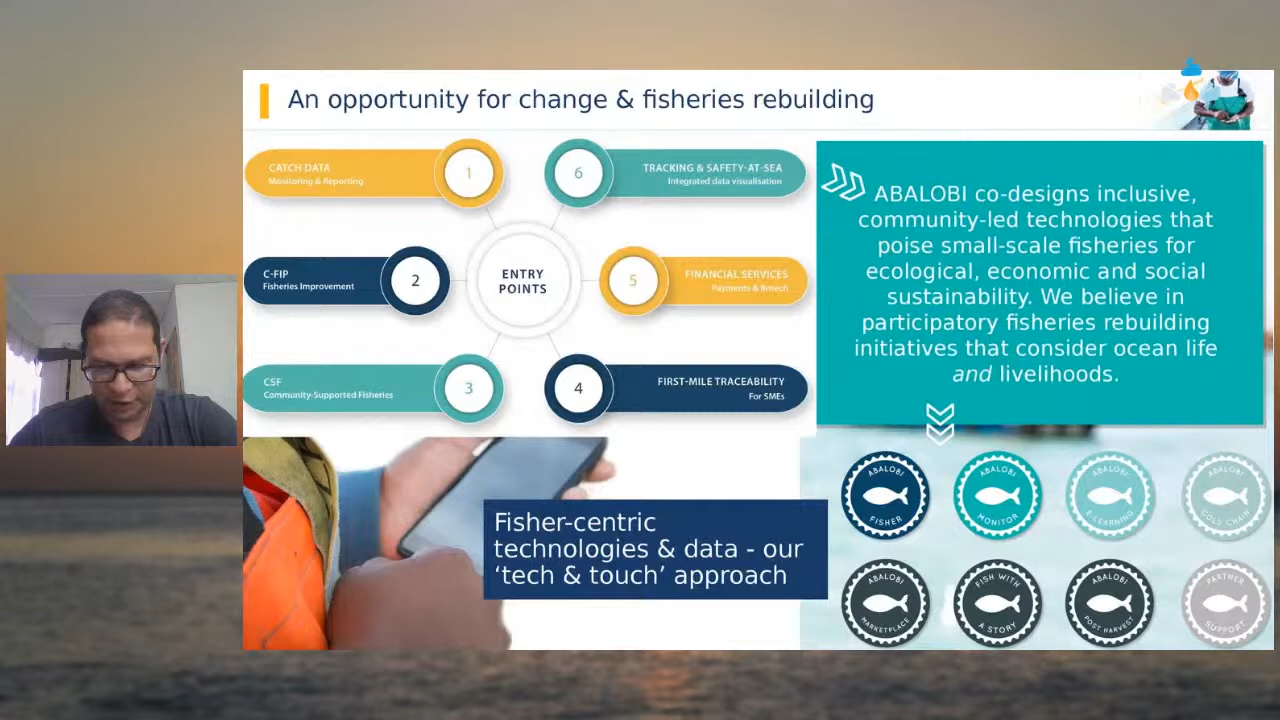 An opportunity for change & fisheries rebuilding
CATCH DATA
Monitoring & Reporting
1
6
TRACKING & SAFETY-AT-SEA
Integrated data visualisation
C-FIP
Fisheries Improvement
2
ENTRY
POINTS
5
FINANCIAL SERVICES
Payments & fintech
CSF
Community-Supported Fisheries
3
4
FIRST-MILE TRACEABILITY
For SMEs
ABALOBI co-designs inclusive,
community-led technologies that
poise small-scale fisheries for
ecological, economic and social
sustainability. We believe in
participatory fisheries rebuilding
initiatives that consider ocean life
and livelihoods.
Fisher-centric
technologies & data - our
‘tech & touch’ approach
ABALOBI
FISHER
ABALOBI
MONITOR
ABALOBI
E-LEARNING
ABALOBI
COLD CHAIN
ABALOBI
MARKETPLACE
FISH WITH
A STORY
ABALOBI
POST-HARVEST
PARTNER
SUPPORT